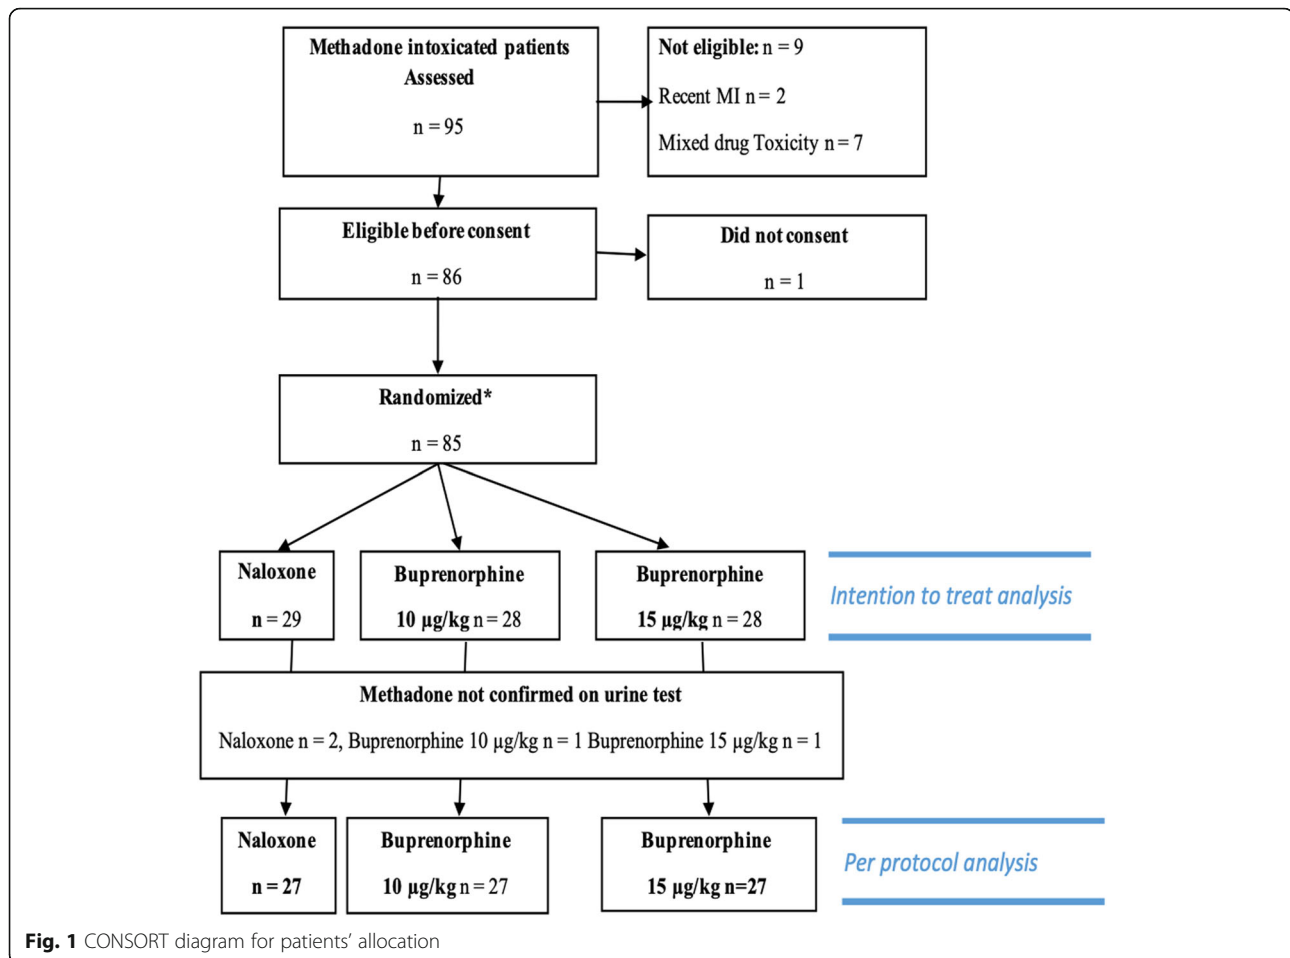 Methadone intoxicated patients
Assessed
n = 95
Not eligible: n = 9
Recent MI n = 2
Mixed drug Toxicity n = 7
Eligible before consent
n = 86
Did not consent
n = 1
Randomized*
n = 85
Naloxone
n = 29
Buprenorphine
10 µg/kg n = 28
Buprenorphine
15 µg/kg n = 28
Intention to treat analysis
Methadone not confirmed on urine test
Naloxone n = 2, Buprenorphine 10 µg/kg n = 1 Buprenorphine 15 µg/kg n = 1
Naloxone
n = 27
Buprenorphine
10 µg/kg n = 27
Buprenorphine
15 µg/kg n=27
Per protocol analysis
Fig. 1 CONSORT diagram for patients’ allocation